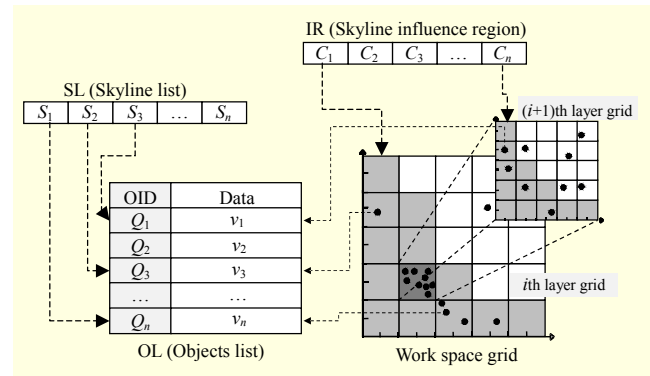 IR (Skyline influence region)
C1 C2 C3 … Cn
SL (Skyline list)
S1 S2 S3 … Sn
(i+1)th layer grid
OID Data
Q1 v1
Q2 v2
Q3 v3
… …
Qn vn
ith layer grid
OL (Objects list)
Work space grid